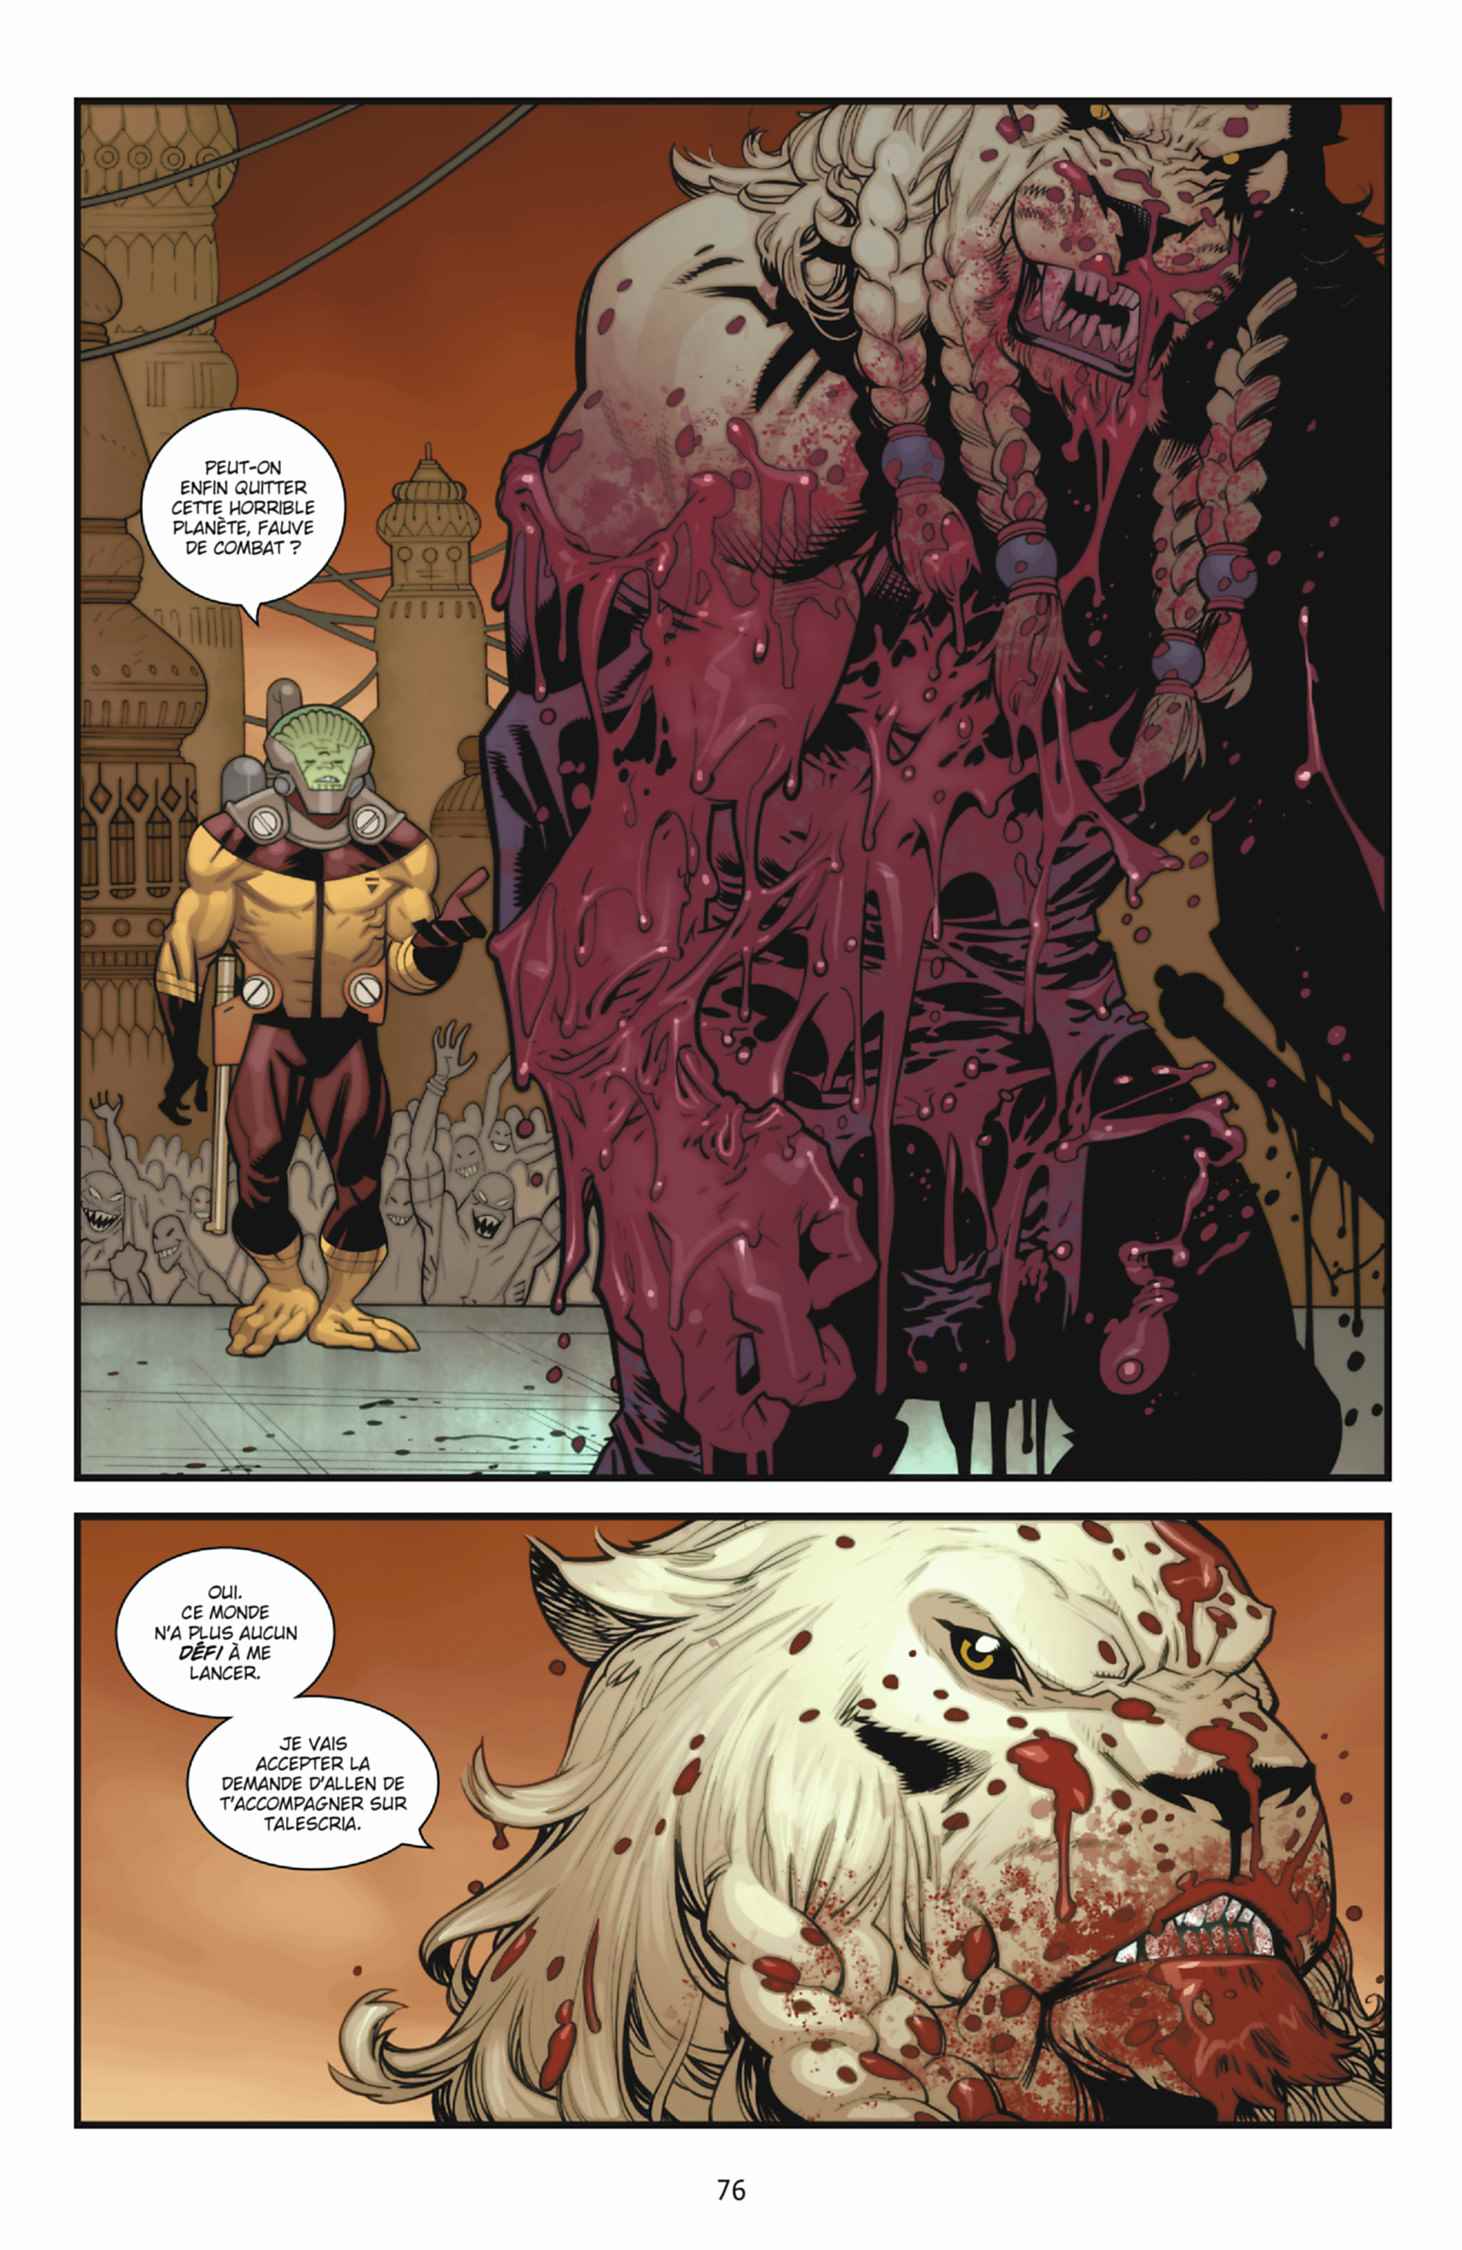 PEUT-ON
ENFIN QUITTER
CETTE HORRIBLE
PLANÈTE, FAUVE
DE COMBAT ?
OUI.
CE MONDE
N'A PLUS AUCUN
DÉFI À ME
LANCER.
JE VAIS
ACCEPTER LA
DEMANDE D'ALLEN DE
T'ACCOMPAGNER SUR
TALESCRIA.
76